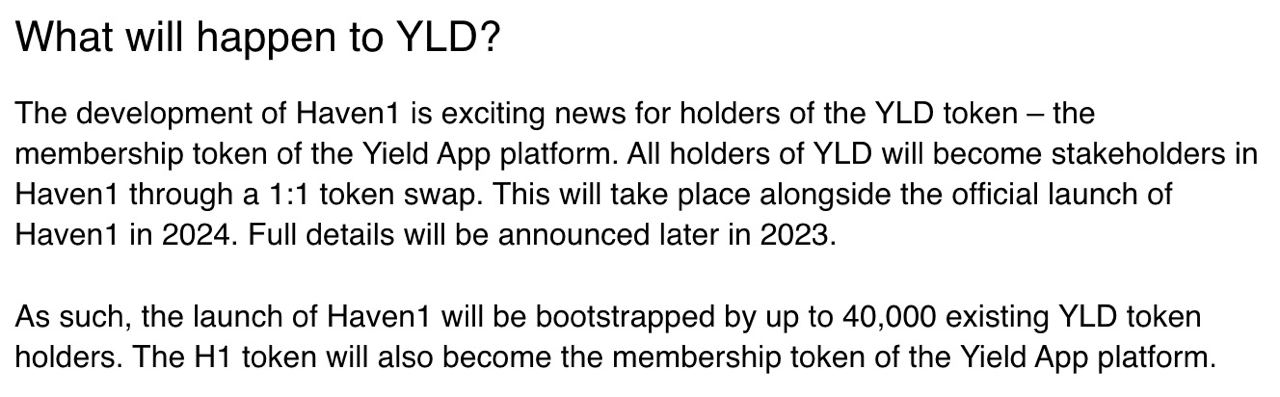 What will happen to YLD?
The development of Haven1 is exciting news for holders of the YLD token – the
membership token of the Yield App platform. All holders of YLD will become stakeholders in
Haven1 through a 1:1 token swap. This will take place alongside the official launch of
Haven1 in 2024. Full details will be announced later in 2023.
As such, the launch of Haven1 will be bootstrapped by up to 40,000 existing YLD token
holders. The H1 token will also become the membership token of the Yield App platform.